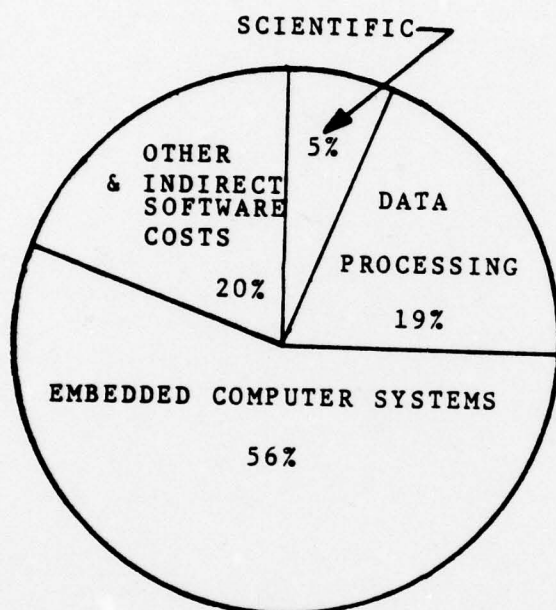 SCIENTIFIC
5%
OTHER
& INDIRECT
SOFTWARE
COSTS
20%
DATA
PROCESSING
19%
EMBEDDED COMPUTER SYSTEMS
56%